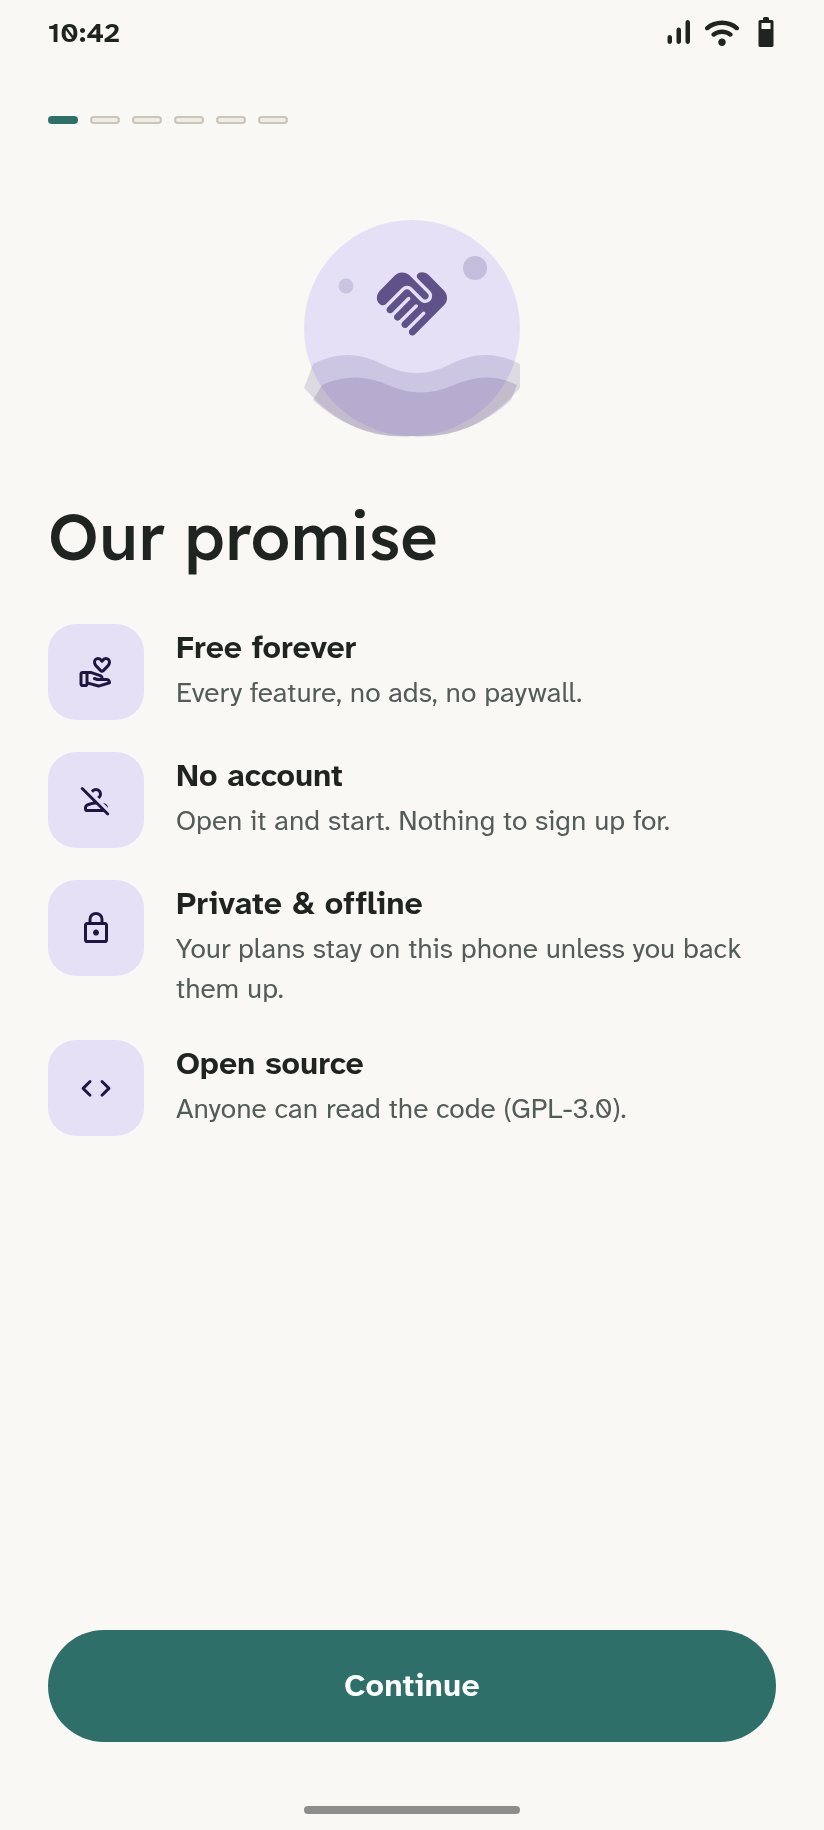 10:42
Our promise
Free forever
Every feature, no ads, no paywall.
No account
Open it and start. Nothing to sign up for.
Private & offline
Your plans stay on this phone unless you back
them up.
Open source
Anyone can read the code (GPL-3.0).
Continue